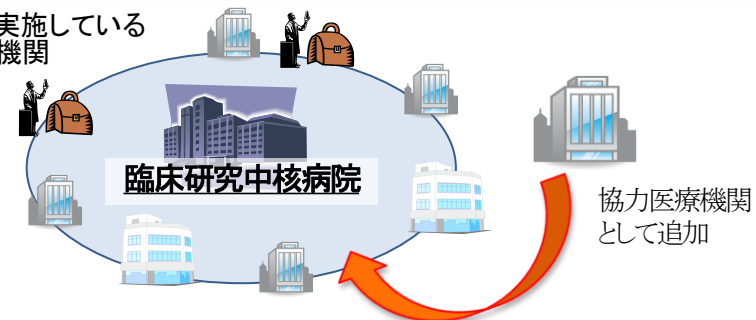 実施している
機関
臨床研究中核病院
協力医療機関
として追加